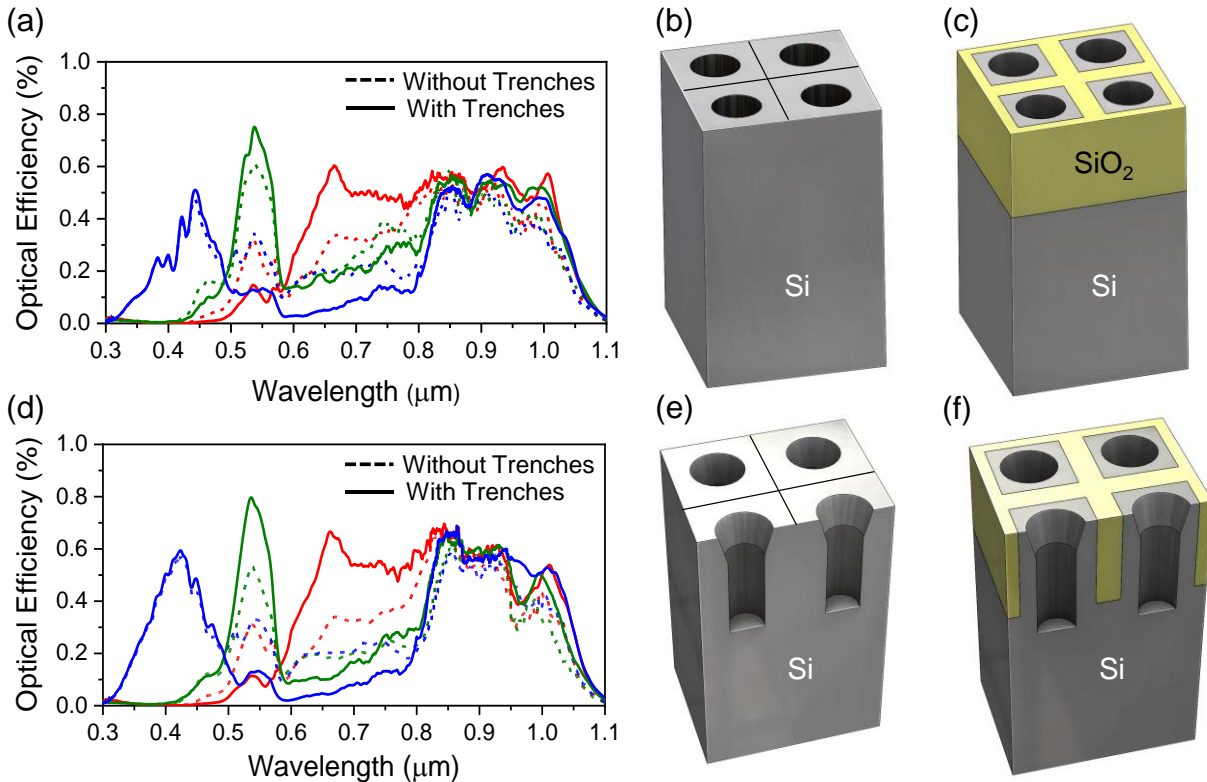 (a)
Optical Efficiency (%)
1.0
0.8
0.6
0.4
0.2
0.0
Without Trenches
With Trenches
0.3 0.4 0.5 0.6 0.7 0.8 0.9 1.0 1.1
Wavelength (μm)
(b)
Si
(c)
SiO₂
Si
(d)
Optical Efficiency (%)
1.0
0.8
0.6
0.4
0.2
0.0
Without Trenches
With Trenches
0.3 0.4 0.5 0.6 0.7 0.8 0.9 1.0 1.1
Wavelength (μm)
(e)
Si
(f)
Si